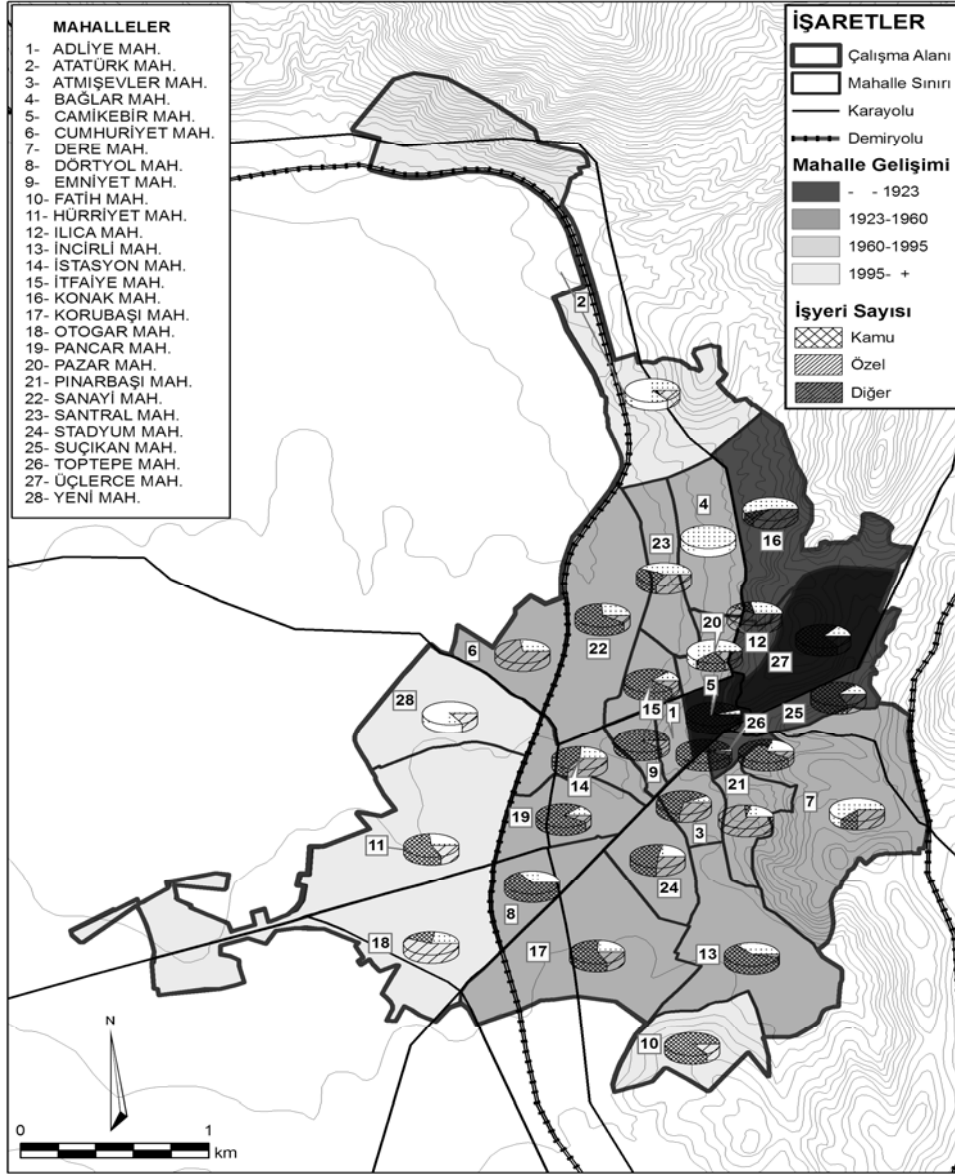 MAHALLELER
1- ADLİYE MAH.
2- ATATÜRK MAH.
3- ATMIŞEVLER MAH.
4- BAĞLAR MAH.
5- CAMİKEBİR MAH.
6- CUMHURİYET MAH.
7- DERE MAH.
8- DÖRTYOL MAH.
9- EMNİYET MAH.
10- FATİH MAH.
11- HÜRRİYET MAH.
12- ILICA MAH.
13- İNCİRLİ MAH.
14- İSTASYON MAH.
15- İTFAİYE MAH.
16- KONAK MAH.
17- KORUBAŞI MAH.
18- OTOGAR MAH.
19- PANCAR MAH.
20- PAZAR MAH.
21- PINARBAŞI MAH.
22- SANAYİ MAH.
23- SANTRAL MAH.
24- STADYUM MAH.
25- SUÇIKAN MAH.
26- TOPTEPE MAH.
27- ÜÇLERCE MAH.
28- YENİ MAH.
İŞARETLER
Çalışma Alanı
Mahalle Sınırı
Karayolu
Demiryolu
Mahalle Gelişimi
- - 1923
1923-1960
1960-1995
1995- +
İşyeri Sayısı
Kamu
Özel
Diğer
2
4
16
23
20
12
22
27
6
5
28
15
1
26
25
9
14
21
7
19
3
11
24
8
18
17
13
10
N
0 1
km